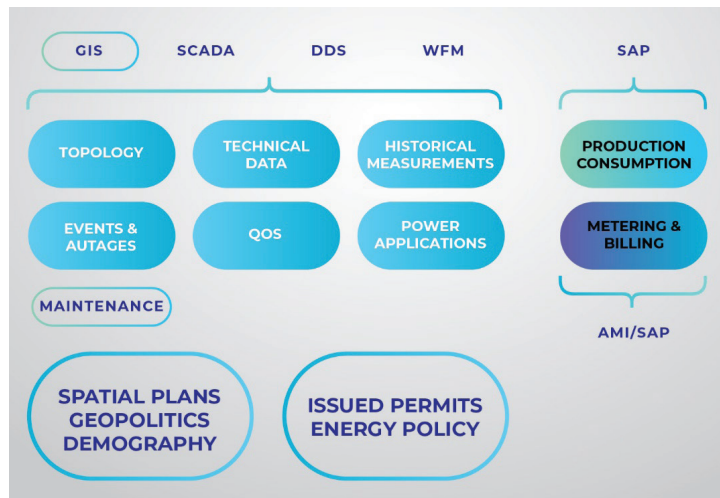 GIS
SCADA
DDS
WFM
SAP
TOPOLOGY
TECHNICAL
DATA
HISTORICAL
MEASUREMENTS
PRODUCTION
CONSUMPTION
EVENTS &
AUTAGES
QOS
POWER
APPLICATIONS
METERING &
BILLING
MAINTENANCE
AMI/SAP
SPATIAL PLANS
GEOPOLITICS
DEMOGRAPHY
ISSUED PERMITS
ENERGY POLICY